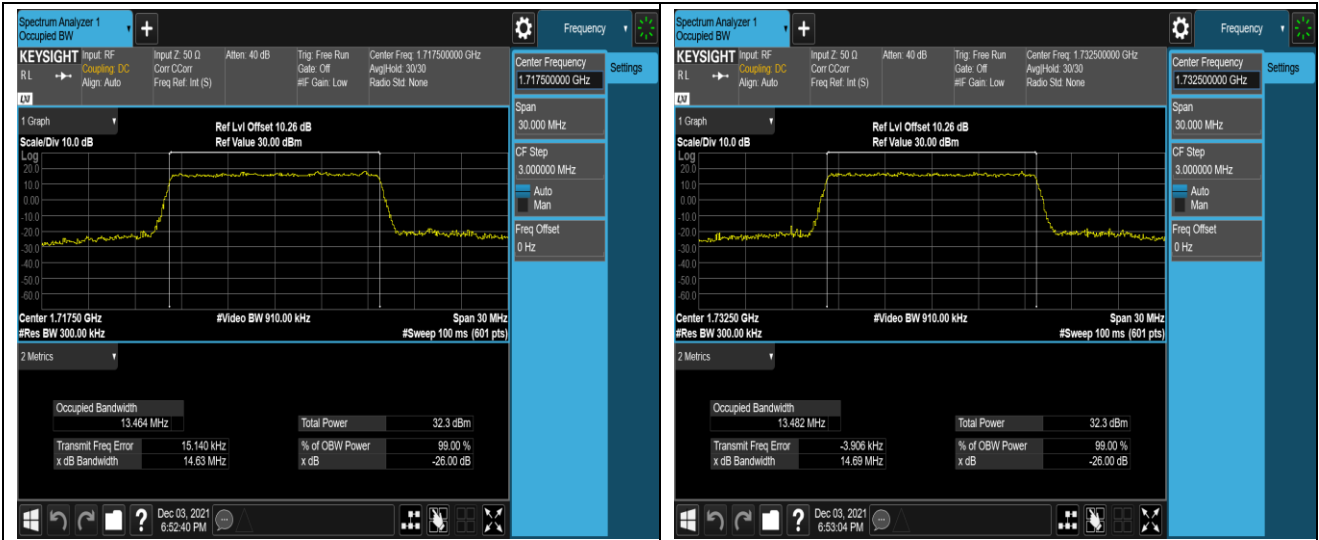 Spectrum Analyzer 1
Occupied BW
+
Frequency
KEYSIGHT
RL
LXI
Input: RF
Coupling: DC
Align: Auto
Input Z: 50 Ω
Corr CCorr
Freq Ref: Int (S)
Atten: 40 dB
Trig: Free Run
Gate: Off
#IF Gain: Low
Center Freq: 1.717500000 GHz
Avg|Hold: 30/30
Radio Std: None
Center Frequency
1.717500000 GHz
Settings
Span
30.000 MHz
CF Step
3.000000 MHz
Auto
Man
Freq Offset
0 Hz
1 Graph
Ref Lvl Offset 10.26 dB
Scale/Div 10.0 dB
Ref Value 30.00 dBm
Log
20.0
10.0
0.00
-10.0
-20.0
-30.0
-40.0
-50.0
-60.0
Center 1.71750 GHz
#Video BW 910.00 kHz
Span 30 MHz
#Res BW 300.00 kHz
#Sweep 100 ms (601 pts)
2 Metrics
Occupied Bandwidth
13.464 MHz
Total Power 32.3 dBm
Transmit Freq Error 15.140 kHz
% of OBW Power 99.00 %
x dB Bandwidth 14.63 MHz
x dB -26.00 dB
?
Dec 03, 2021
6:52:40 PM
Spectrum Analyzer 1
Occupied BW
+
Frequency
KEYSIGHT
RL
LXI
Input: RF
Coupling: DC
Align: Auto
Input Z: 50 Ω
Corr CCorr
Freq Ref: Int (S)
Atten: 40 dB
Trig: Free Run
Gate: Off
#IF Gain: Low
Center Freq: 1.732500000 GHz
Avg|Hold: 30/30
Radio Std: None
Center Frequency
1.732500000 GHz
Settings
Span
30.000 MHz
CF Step
3.000000 MHz
Auto
Man
Freq Offset
0 Hz
1 Graph
Ref Lvl Offset 10.26 dB
Scale/Div 10.0 dB
Ref Value 30.00 dBm
Log
20.0
10.0
0.00
-10.0
-20.0
-30.0
-40.0
-50.0
-60.0
Center 1.73250 GHz
#Video BW 910.00 kHz
Span 30 MHz
#Res BW 300.00 kHz
#Sweep 100 ms (601 pts)
2 Metrics
Occupied Bandwidth
13.482 MHz
Total Power 32.3 dBm
Transmit Freq Error -3.906 kHz
% of OBW Power 99.00 %
x dB Bandwidth 14.69 MHz
x dB -26.00 dB
?
Dec 03, 2021
6:53:04 PM